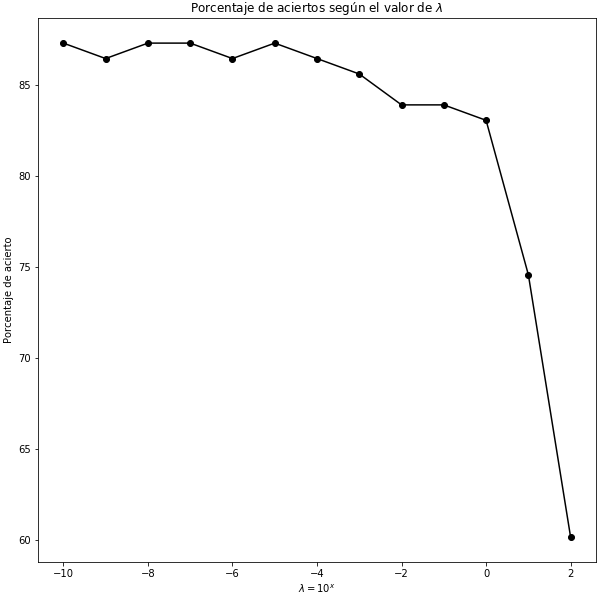 Porcentaje de aciertos según el valor de λ
Porcentaje de acierto
85
80
75
70
65
60
−10 −8 −6 −4 −2 0 2
λ = 10ˣ